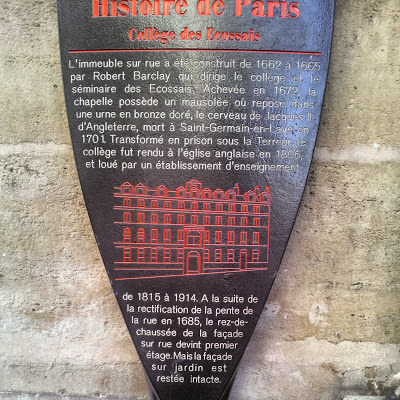 Histoire de Paris
Collège des Ecossais
L'immeuble sur rue a été construit de 1662 à 1665
par Robert Barclay qui dirige le collège et le
séminaire des Ecossais. Achevée en 1672, la
chapelle possède un mausolée où repose, dans
une urne en bronze doré, le cerveau de Jacques II
d'Angleterre, mort à Saint-Germain-en-Laye en
1701. Transformé en prison sous la Terreur, le
collège fut rendu à l'église anglaise en 1806,
et loué par un établissement d'enseignement
de 1815 à 1914. A la suite de
la rectification de la pente de
la rue en 1685, le rez-de-
chaussée de la façade
sur rue devint premier
étage. Mais la façade
sur jardin est
restée intacte.